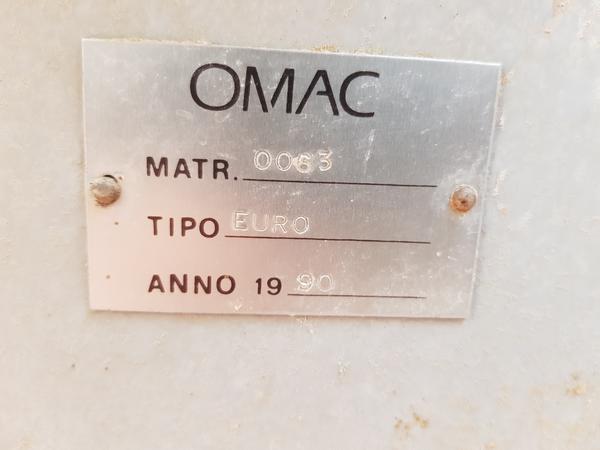 OMAC
MATR. 0063
TIPO EURO
ANNO 19 90